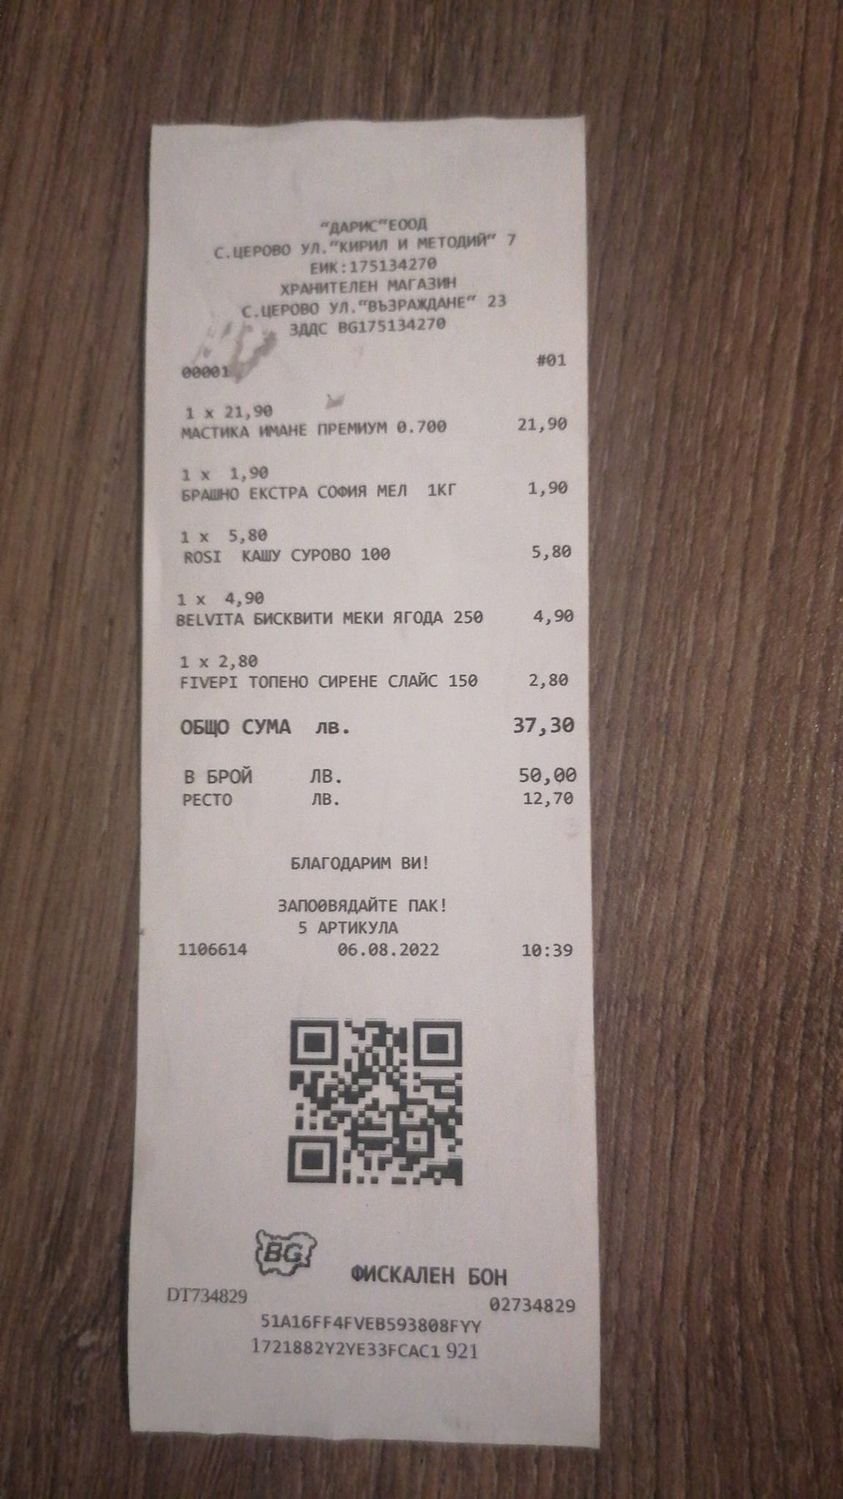 "ДАРИС"ЕООД
С.ЦЕРОВО УЛ."КИРИЛ И МЕТОДИЙ" 7
ЕИК:175134270
ХРАНИТЕЛЕН МАГАЗИН
С.ЦЕРОВО УЛ."ВЪЗРАЖДАНЕ" 23
ЗДДС BG175134270
00001 #01
1 x 21,90
МАСТИКА ИМАНЕ ПРЕМИУМ 0.700 21,90
1 x 1,90
БРАШНО ЕКСТРА СОФИЯ МЕЛ 1КГ 1,90
1 x 5,80
ROSI КАШУ СУРОВО 100 5,80
1 x 4,90
BELVITA БИСКВИТИ МЕКИ ЯГОДА 250 4,90
1 x 2,80
FIVEPI ТОПЕНО СИРЕНЕ СЛАЙС 150 2,80
ОБЩО СУМА лв. 37,30
В БРОЙ ЛВ. 50,00
РЕСТО ЛВ. 12,70
БЛАГОДАРИМ ВИ!
ЗАПО0ВЯДАЙТЕ ПАК!
5 АРТИКУЛА
1106614 06.08.2022 10:39
BG ФИСКАЛЕН БОН
DT734829 02734829
51A16FF4FVEB593808FYY
1721882Y2YE33FCAC1 921